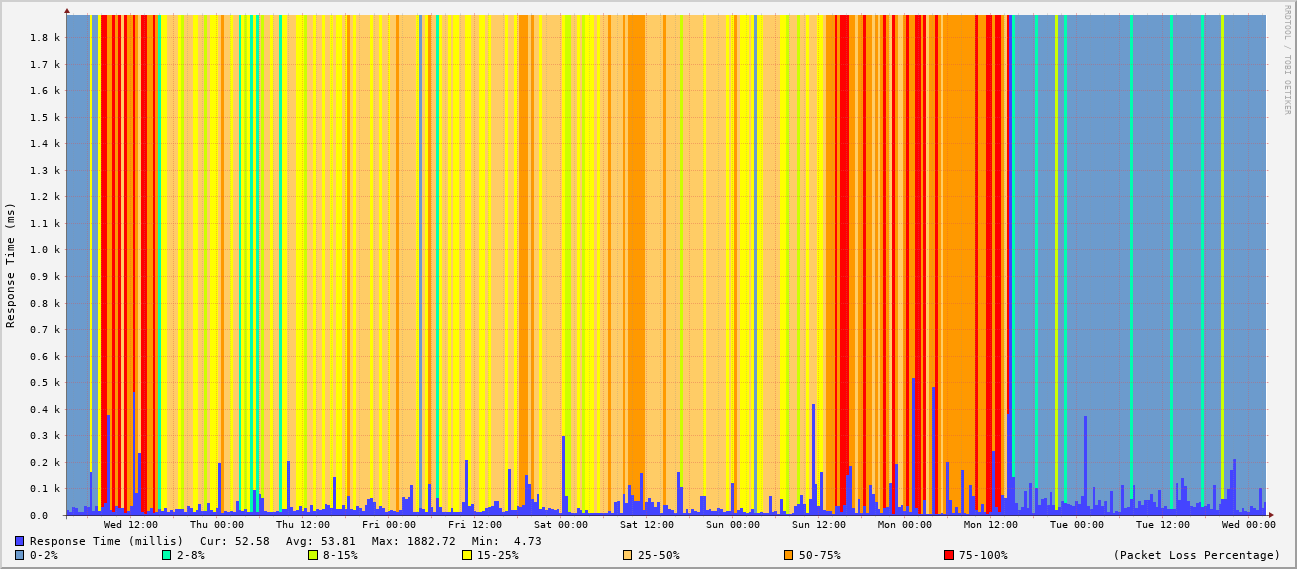 RRDTOOL / TOBI OETIKER
Response Time (ms)
1.8 k
1.7 k
1.6 k
1.5 k
1.4 k
1.3 k
1.2 k
1.1 k
1.0 k
0.9 k
0.8 k
0.7 k
0.6 k
0.5 k
0.4 k
0.3 k
0.2 k
0.1 k
0.0
Wed 12:00 Thu 00:00 Thu 12:00 Fri 00:00 Fri 12:00 Sat 00:00 Sat 12:00 Sun 00:00 Sun 12:00 Mon 00:00 Mon 12:00 Tue 00:00 Tue 12:00 Wed 00:00
Response Time (millis) Cur: 52.58 Avg: 53.81 Max: 1882.72 Min: 4.73
0-2% 2-8% 8-15% 15-25% 25-50% 50-75% 75-100% (Packet Loss Percentage)